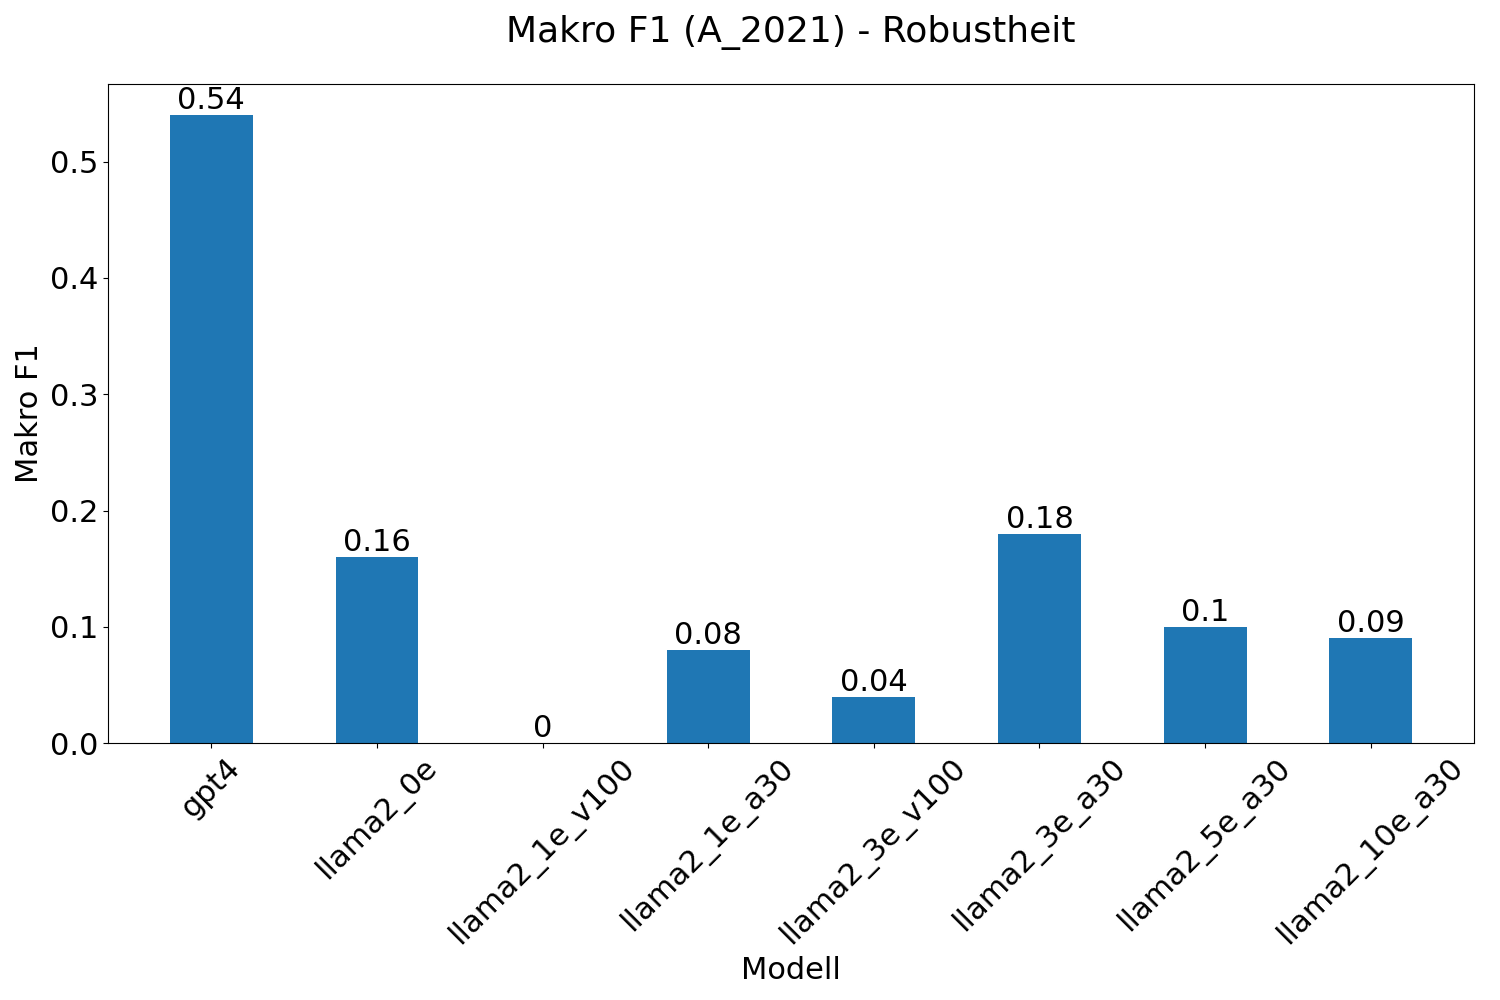 Makro F1 (A_2021) - Robustheit
Makro F1
0.5
0.4
0.3
0.2
0.1
0.0
0.54
0.16
0
0.08
0.04
0.18
0.1
0.09
gpt4
llama2_0e
llama2_1e_v100
llama2_1e_a30
llama2_3e_v100
llama2_3e_a30
llama2_5e_a30
llama2_10e_a30
Modell